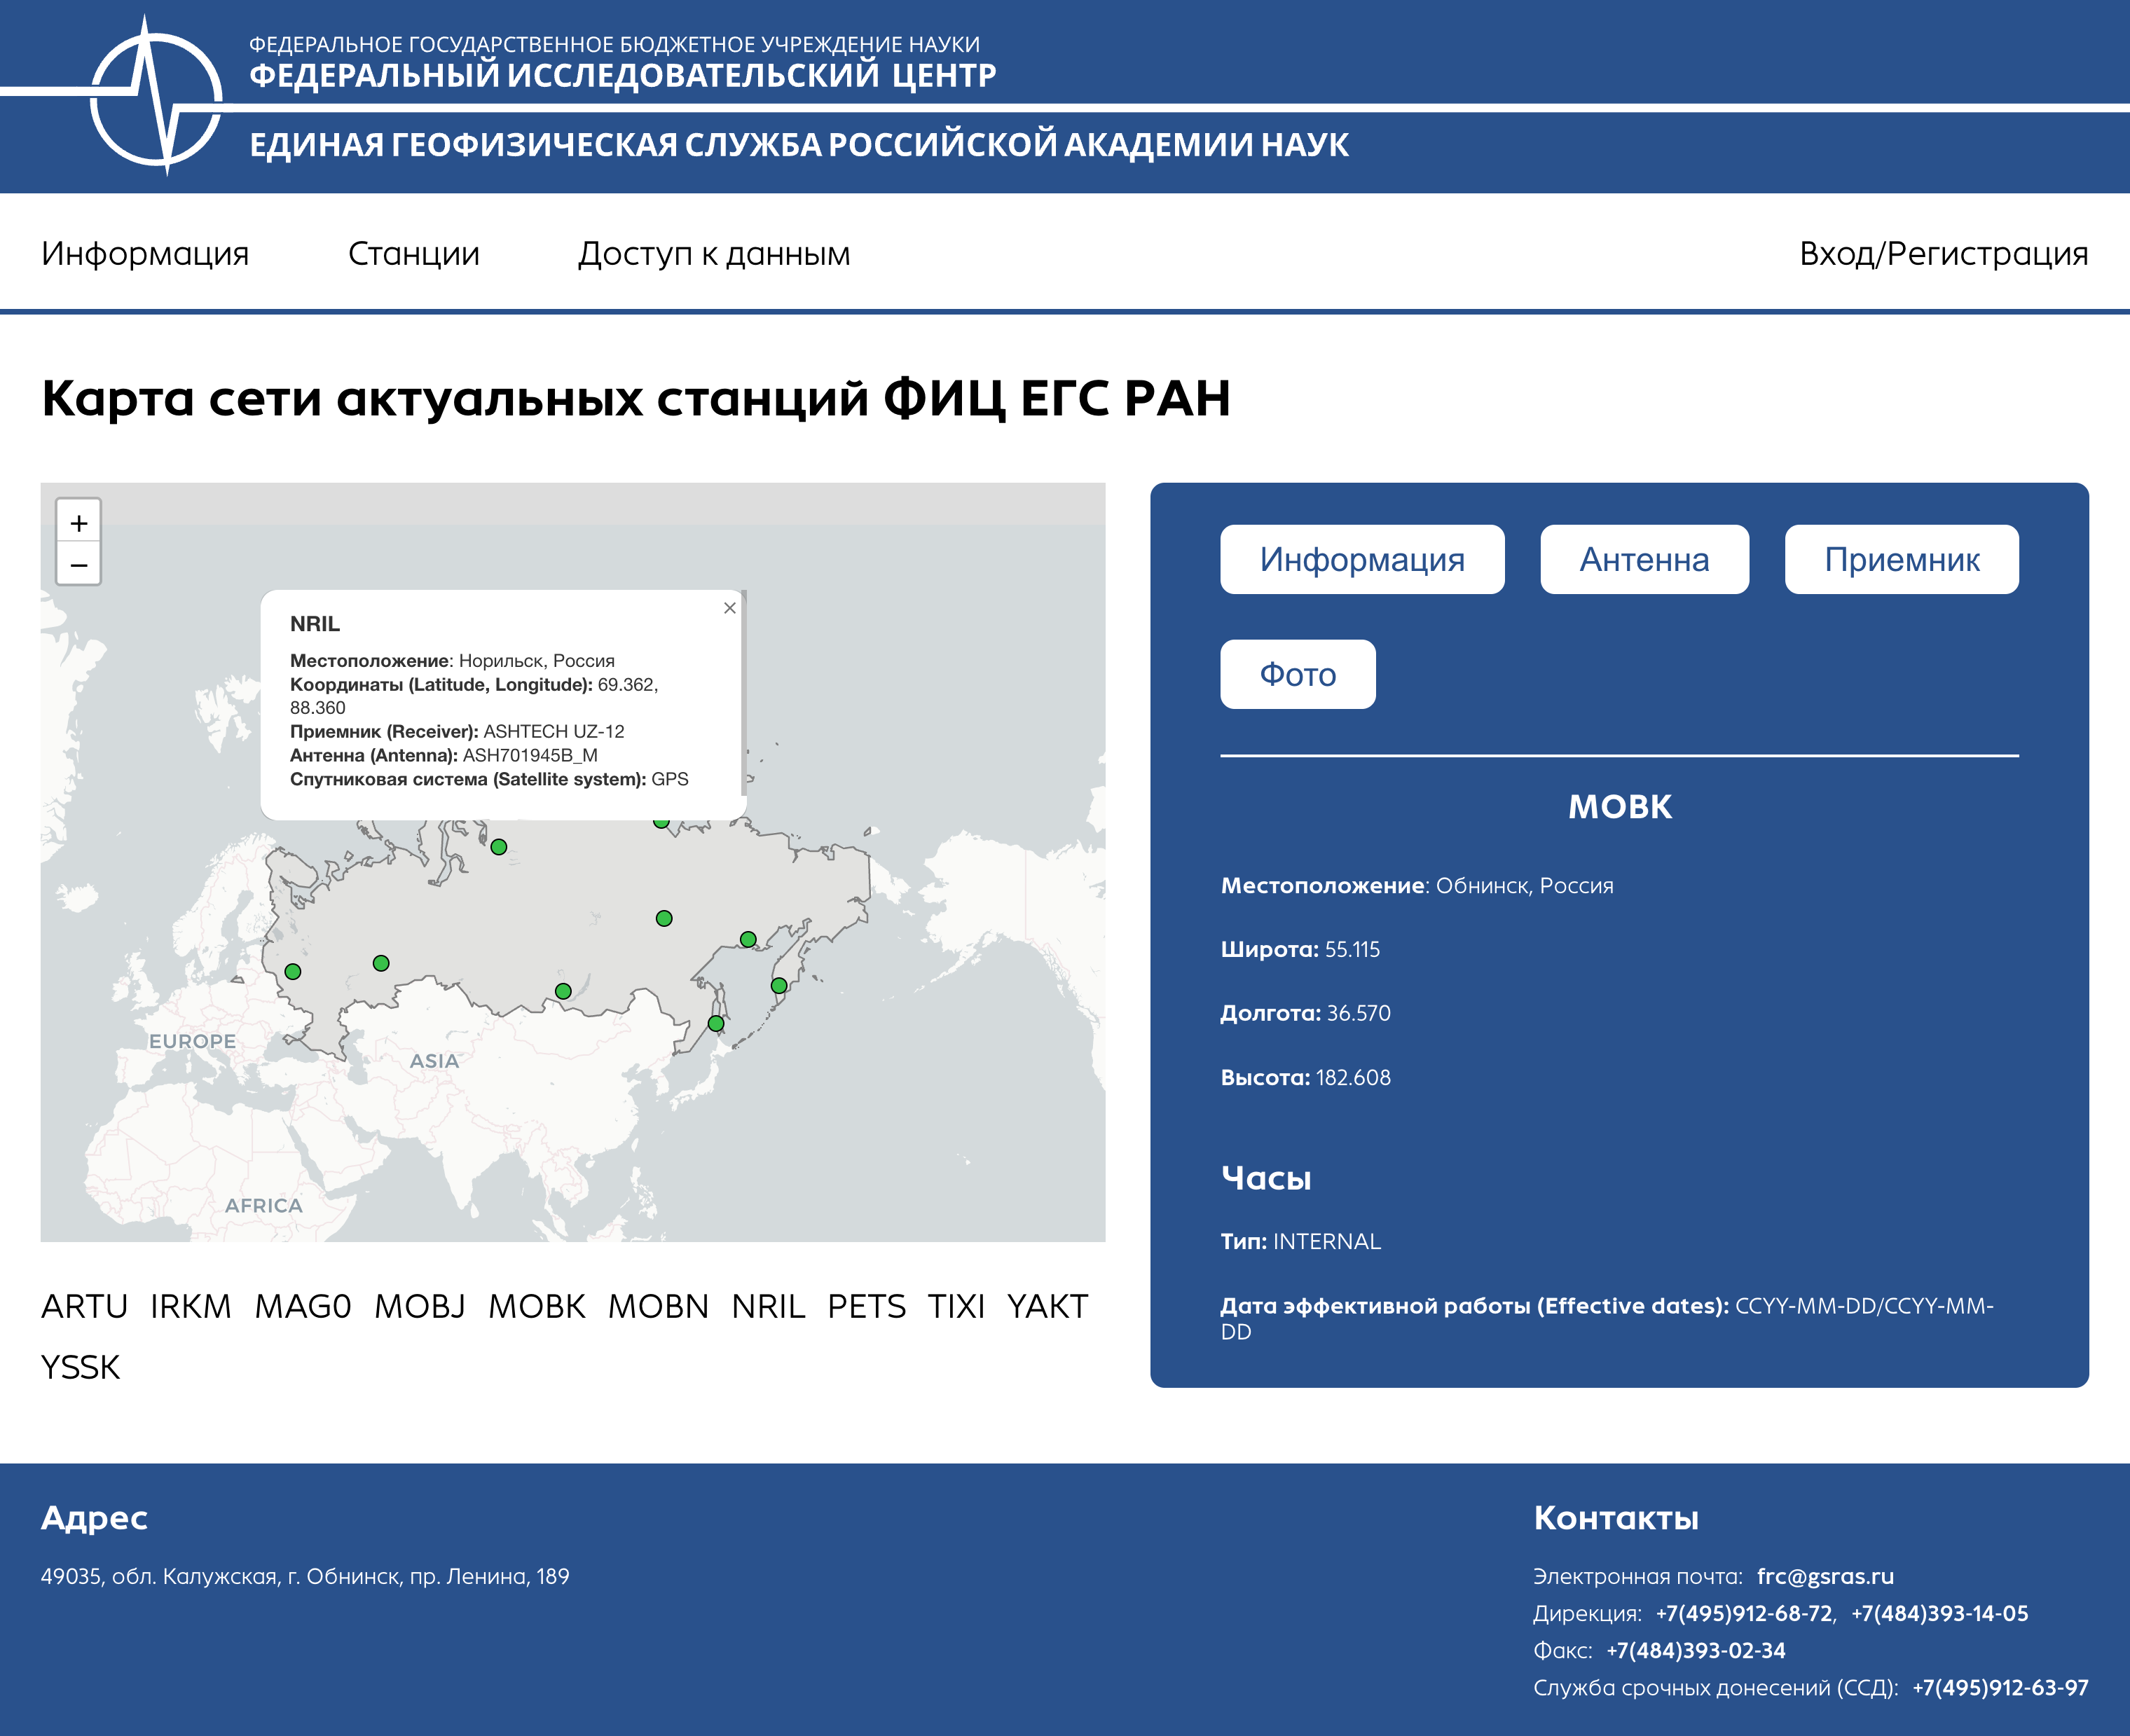 ФЕДЕРАЛЬНОЕ ГОСУДАРСТВЕННОЕ БЮДЖЕТНОЕ УЧРЕЖДЕНИЕ НАУКИ
ФЕДЕРАЛЬНЫЙ ИССЛЕДОВАТЕЛЬСКИЙ ЦЕНТР
ЕДИНАЯ ГЕОФИЗИЧЕСКАЯ СЛУЖБА РОССИЙСКОЙ АКАДЕМИИ НАУК
Информация Станции Доступ к данным Вход/Регистрация
Карта сети актуальных станций ФИЦ ЕГС РАН
+
−
×
NRIL
Местоположение: Норильск, Россия
Координаты (Latitude, Longitude): 69.362,
88.360
Приемник (Receiver): ASHTECH UZ-12
Антенна (Antenna): ASH701945B_M
Спутниковая система (Satellite system): GPS
EUROPE
ASIA
AFRICA
ARTU IRKM MAG0 MOBJ MOBK MOBN NRIL PETS TIXI YAKT
YSSK
Информация Антенна Приемник
Фото
MOBK
Местоположение: Обнинск, Россия
Широта: 55.115
Долгота: 36.570
Высота: 182.608
Часы
Тип: INTERNAL
Дата эффективной работы (Effective dates): CCYY-MM-DD/CCYY-MM-
DD
Адрес
49035, обл. Калужская, г. Обнинск, пр. Ленина, 189
Контакты
Электронная почта: frc@gsras.ru
Дирекция: +7(495)912-68-72, +7(484)393-14-05
Факс: +7(484)393-02-34
Служба срочных донесений (ССД): +7(495)912-63-97